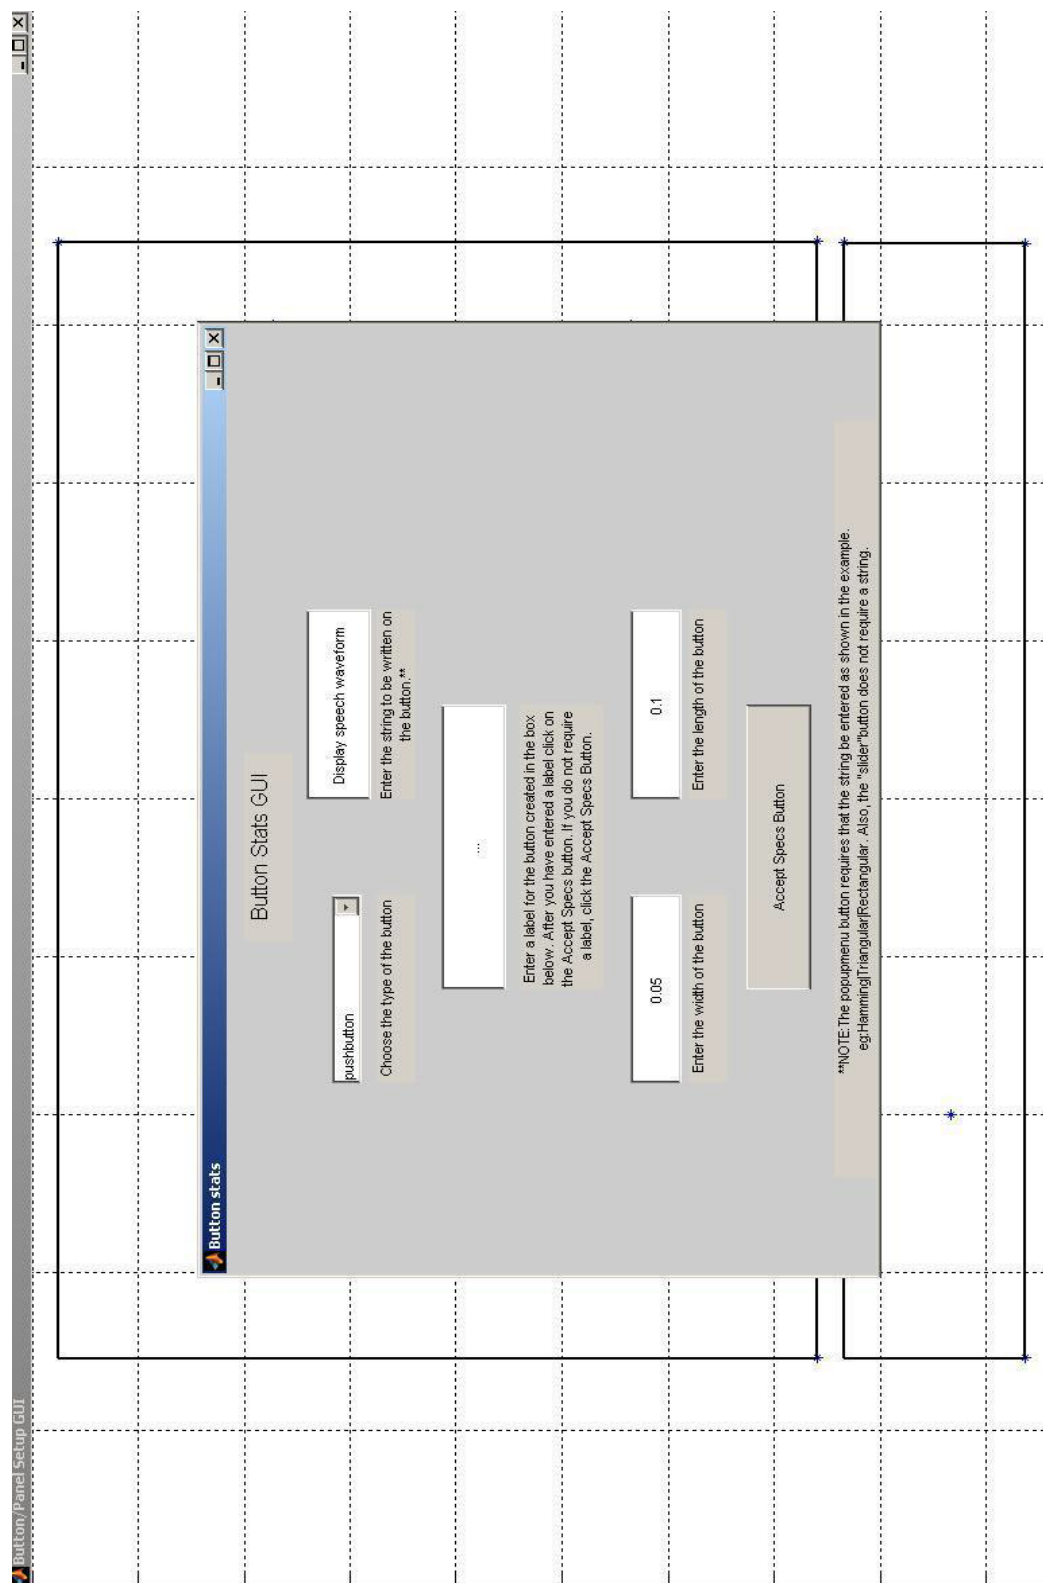 Button/Panel Setup GUI
Button stats
Button Stats GUI
pushbutton
Display speech waveform
Choose the type of the button
Enter the string to be written on
the button.**
...
Enter a label for the button created in the box
below. After you have entered a label click on
the Accept Specs button. If you do not require
a label, click the Accept Specs Button.
0.05
0.1
Enter the width of the button
Enter the length of the button
Accept Specs Button
**NOTE:The popupmenu button requires that the string be entered as shown in the example.
eg:Hamming|Triangular|Rectangular . Also, the "slider"button does not require a string.